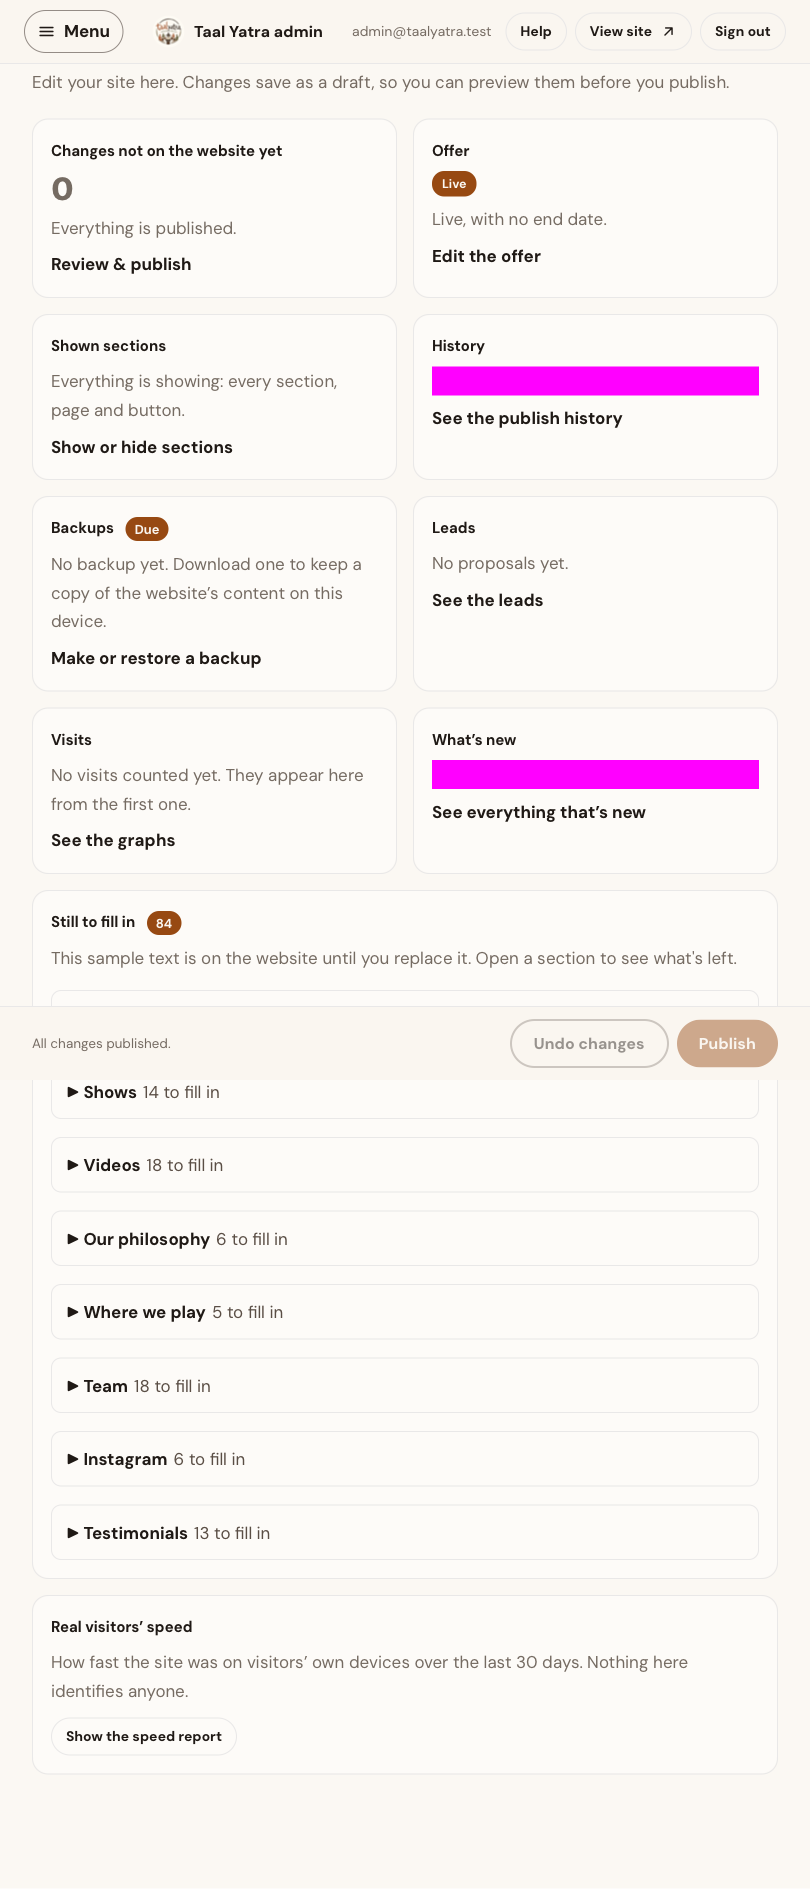 Menu
Taal Yatra admin
admin@taalyatra.test
Help
View site
Sign out
Edit your site here. Changes save as a draft, so you can preview them before you publish.
Changes not on the website yet
0
Everything is published.
Review & publish
Offer
Live
Live, with no end date.
Edit the offer
Shown sections
Everything is showing: every section,
page and button.
Show or hide sections
History
See the publish history
Backups
Due
No backup yet. Download one to keep a
copy of the website’s content on this
device.
Make or restore a backup
Leads
No proposals yet.
See the leads
Visits
No visits counted yet. They appear here
from the first one.
See the graphs
What’s new
See everything that’s new
Still to fill in
84
This sample text is on the website until you replace it. Open a section to see what's left.
All changes published.
Undo changes
Publish
Shows 14 to fill in
Videos 18 to fill in
Our philosophy 6 to fill in
Where we play 5 to fill in
Team 18 to fill in
Instagram 6 to fill in
Testimonials 13 to fill in
Real visitors’ speed
How fast the site was on visitors’ own devices over the last 30 days. Nothing here
identifies anyone.
Show the speed report